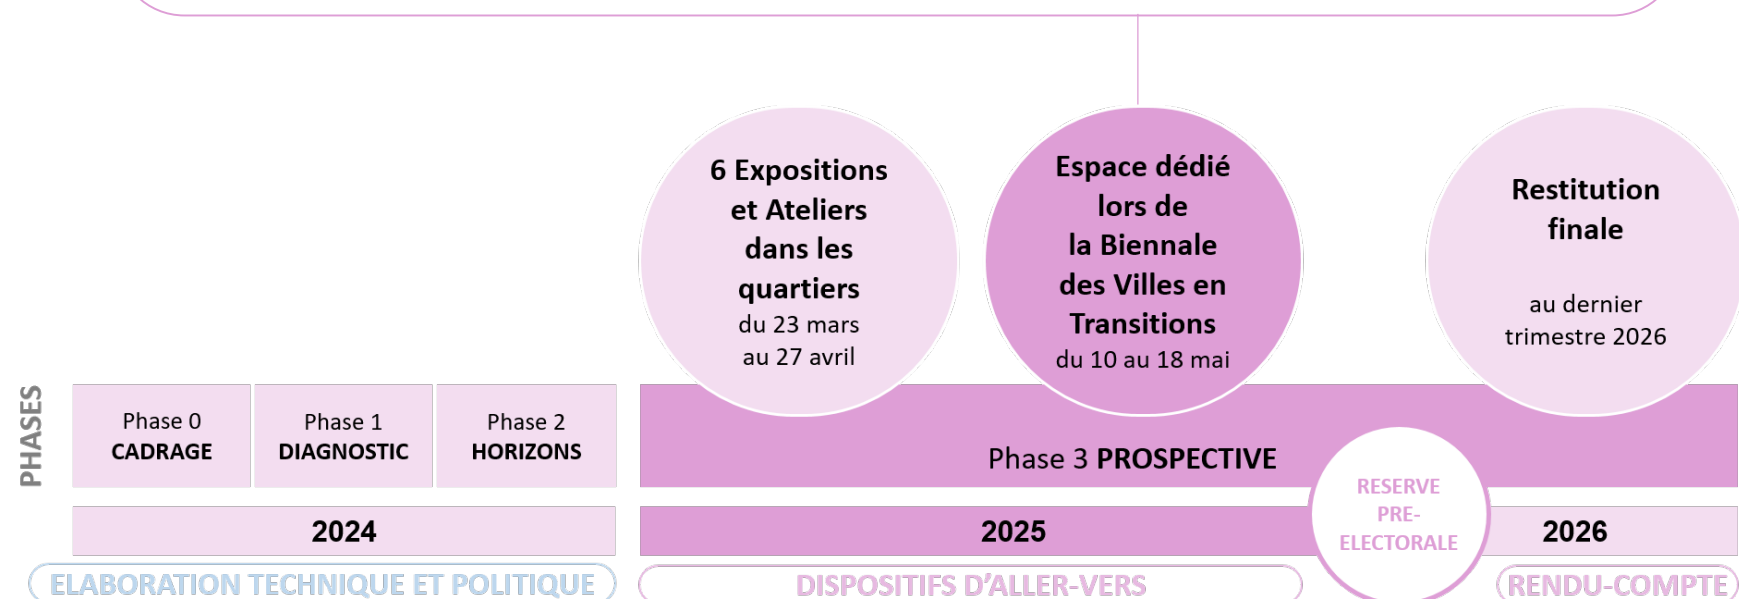 6 Expositions
et Ateliers
dans les
quartiers
du 23 mars
au 27 avril
Espace dédié
lors de
la Biennale
des Villes en
Transitions
du 10 au 18 mai
Restitution
finale
au dernier
trimestre 2026
PHASES
Phase 0
CADRAGE
Phase 1
DIAGNOSTIC
Phase 2
HORIZONS
Phase 3 PROSPECTIVE
RESERVE
PRE-
ELECTORALE
2024
2025
2026
ELABORATION TECHNIQUE ET POLITIQUE
DISPOSITIFS D'ALLER-VERS
RENDU-COMPTE